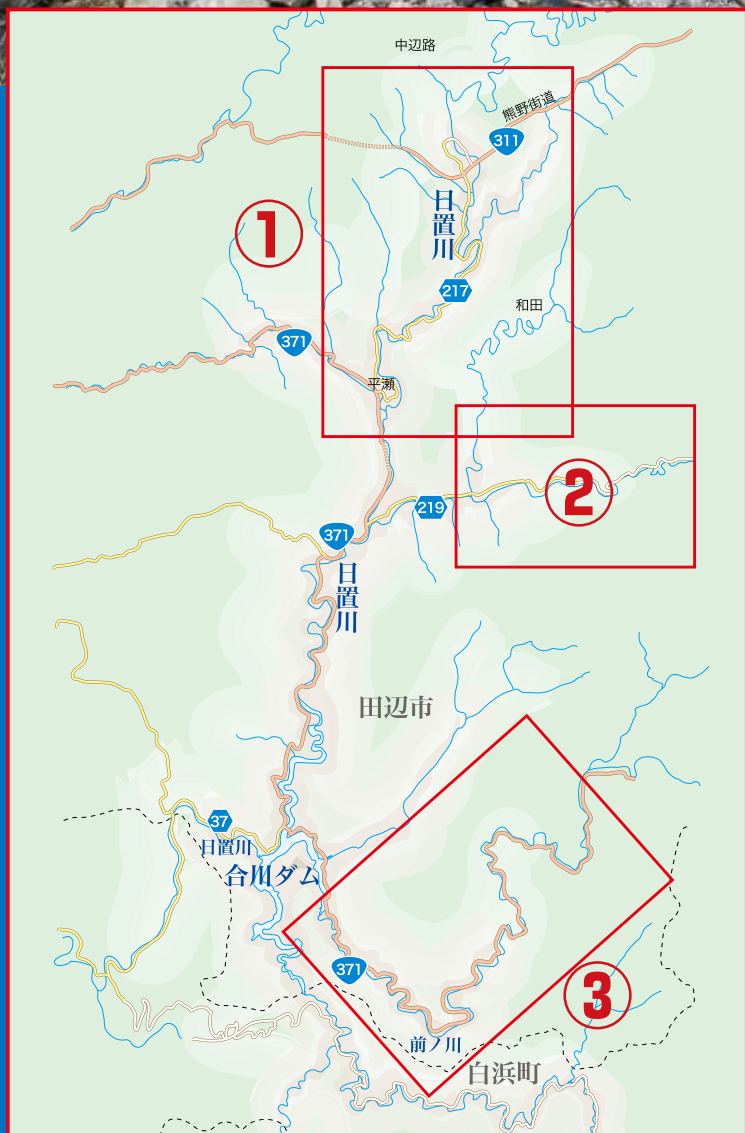 中辺路
熊野街道
311
日置川
①
217
和田
371
平瀬
②
219
371
日置川
田辺市
37
日置川
合川ダム
371
③
前ノ川
白浜町